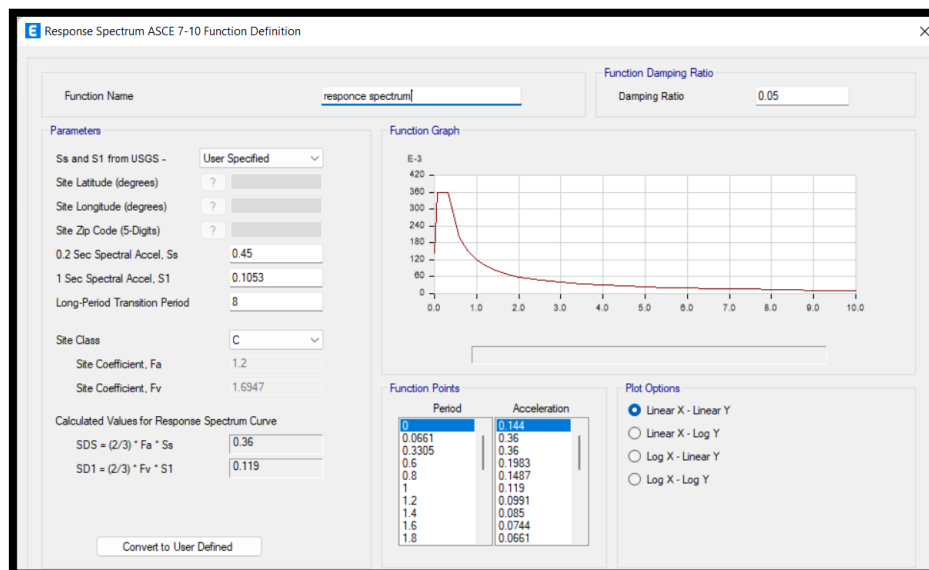 E Response Spectrum ASCE 7-10 Function Definition
Function Name responce spectrum
Function Damping Ratio
Damping Ratio 0.05
Parameters
Ss and S1 from USGS - User Specified
Site Latitude (degrees) ?
Site Longitude (degrees) ?
Site Zip Code (5-Digits) ?
0.2 Sec Spectral Accel, Ss 0.45
1 Sec Spectral Accel, S1 0.1053
Long-Period Transition Period 8
Site Class C
Site Coefficient, Fa 1.2
Site Coefficient, Fv 1.6947
Calculated Values for Response Spectrum Curve
SDS = (2/3) * Fa * Ss 0.36
SD1 = (2/3) * Fv * S1 0.119
Convert to User Defined
Function Graph
E-3
420
360
300
240
180
120
60
0
0.0 1.0 2.0 3.0 4.0 5.0 6.0 7.0 8.0 9.0 10.0
Function Points
Period Acceleration
0 0.144
0.0661 0.36
0.3305 0.36
0.6 0.1983
0.8 0.1487
1 0.119
1.2 0.0991
1.4 0.085
1.6 0.0744
1.8 0.0661
Plot Options
Linear X - Linear Y
Linear X - Log Y
Log X - Linear Y
Log X - Log Y